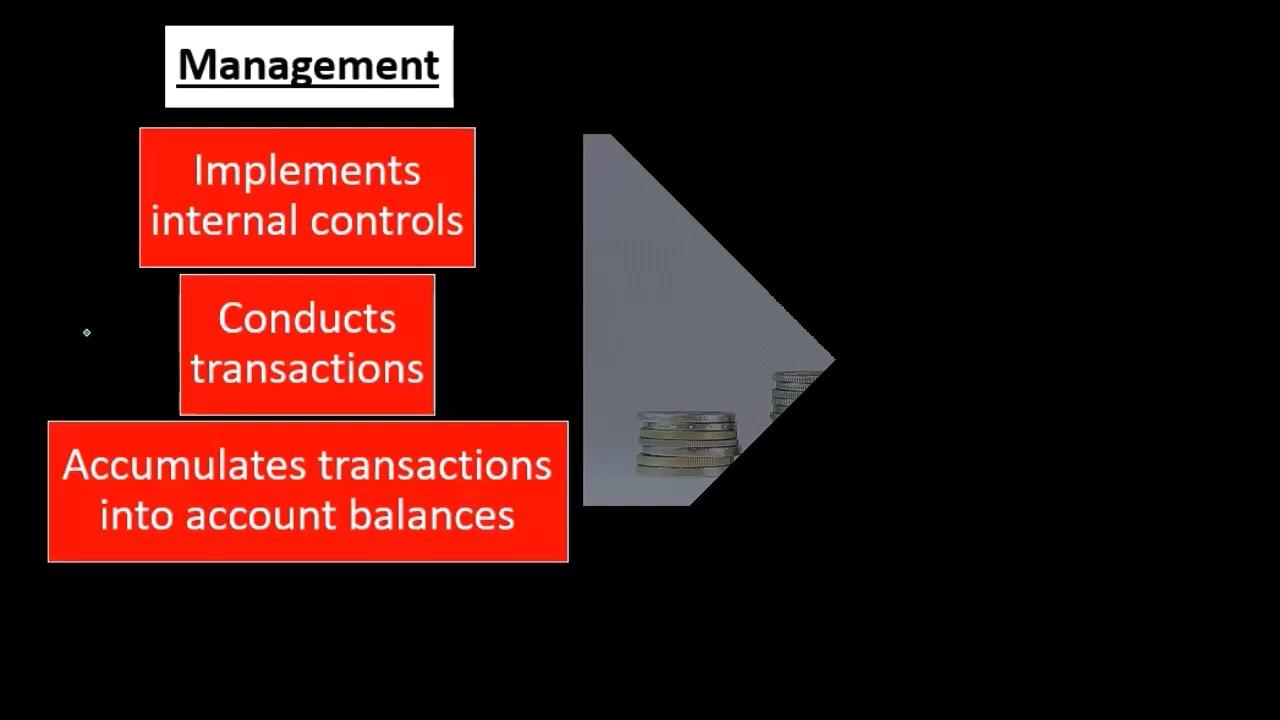 Management
Implements
internal controls
Conducts
transactions
Accumulates transactions
into account balances